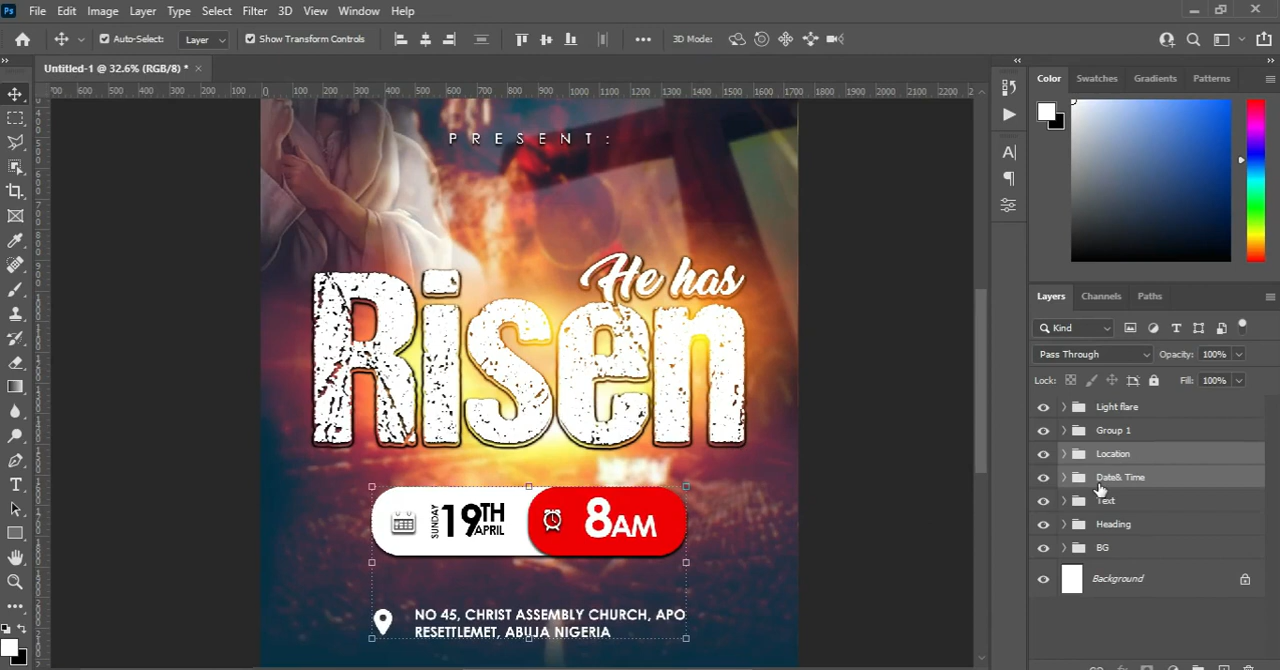 Ps File Edit Image Layer Type Select Filter 3D View Window Help
Auto-Select: Layer Show Transform Controls 3D Mode:
Untitled-1 @ 32.6% (RGB/8) *
Color Swatches Gradients Patterns
PRESENT:
He has
Risen
SUNDAY 19TH APRIL
8AM
NO 45, CHRIST ASSEMBLY CHURCH, APO
RESETTLEMET, ABUJA NIGERIA
Layers Channels Paths
Kind
Pass Through Opacity: 100%
Lock: Fill: 100%
Light flare
Group 1
Location
Date& Time
Text
Heading
BG
Background